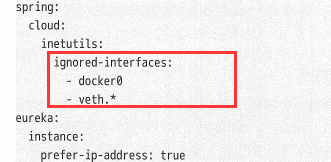 spring:
  cloud:
    inetutils:
      ignored-interfaces:
        - docker0
        - veth.*
eureka:
  instance:
    prefer-ip-address: true